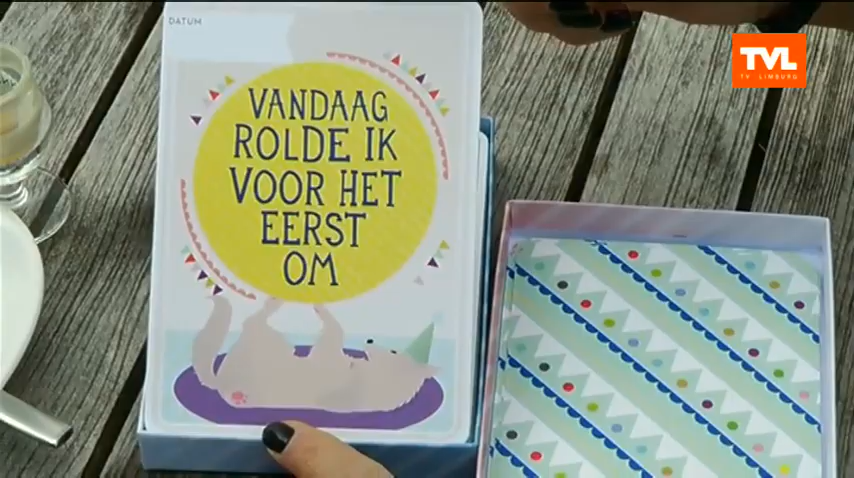 DATUM
VANDAAG
ROLDE IK
VOOR HET
EERST
OM
TVL
TV LIMBURG